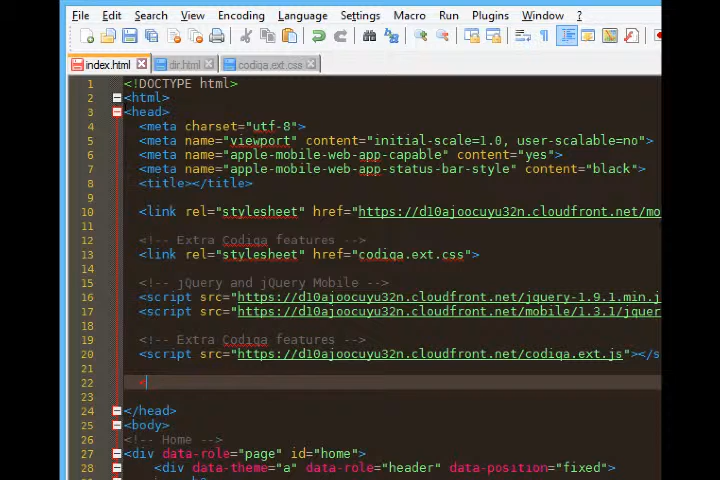 File Edit Search View Encoding Language Settings Macro Run Plugins Window ?
index.html dir.html codiqa.ext.css
1 <!DOCTYPE html>
2 <html>
3 <head>
4 <meta charset="utf-8">
5 <meta name="viewport" content="initial-scale=1.0, user-scalable=no">
6 <meta name="apple-mobile-web-app-capable" content="yes">
7 <meta name="apple-mobile-web-app-status-bar-style" content="black">
8 <title></title>
9
10 <link rel="stylesheet" href="https://d10ajoocuyu32n.cloudfront.net/mo
11
12 <!-- Extra Codiqa features -->
13 <link rel="stylesheet" href="codiqa.ext.css">
14
15 <!-- jQuery and jQuery Mobile -->
16 <script src="https://d10ajoocuyu32n.cloudfront.net/jquery-1.9.1.min.j
17 <script src="https://d10ajoocuyu32n.cloudfront.net/mobile/1.3.1/jquer
18
19 <!-- Extra Codiqa features -->
20 <script src="https://d10ajoocuyu32n.cloudfront.net/codiqa.ext.js"></s
21
22 <
23
24 </head>
25 <body>
26 <!-- Home -->
27 <div data-role="page" id="home">
28 <div data-theme="a" data-role="header" data-position="fixed">